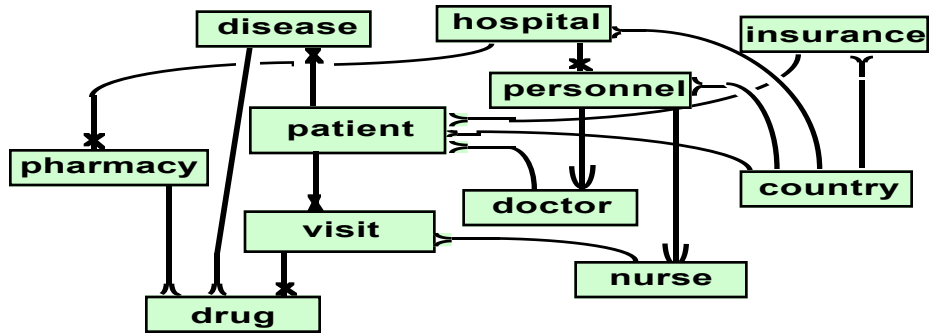 disease
hospital
insurance
personnel
patient
pharmacy
country
doctor
visit
nurse
drug